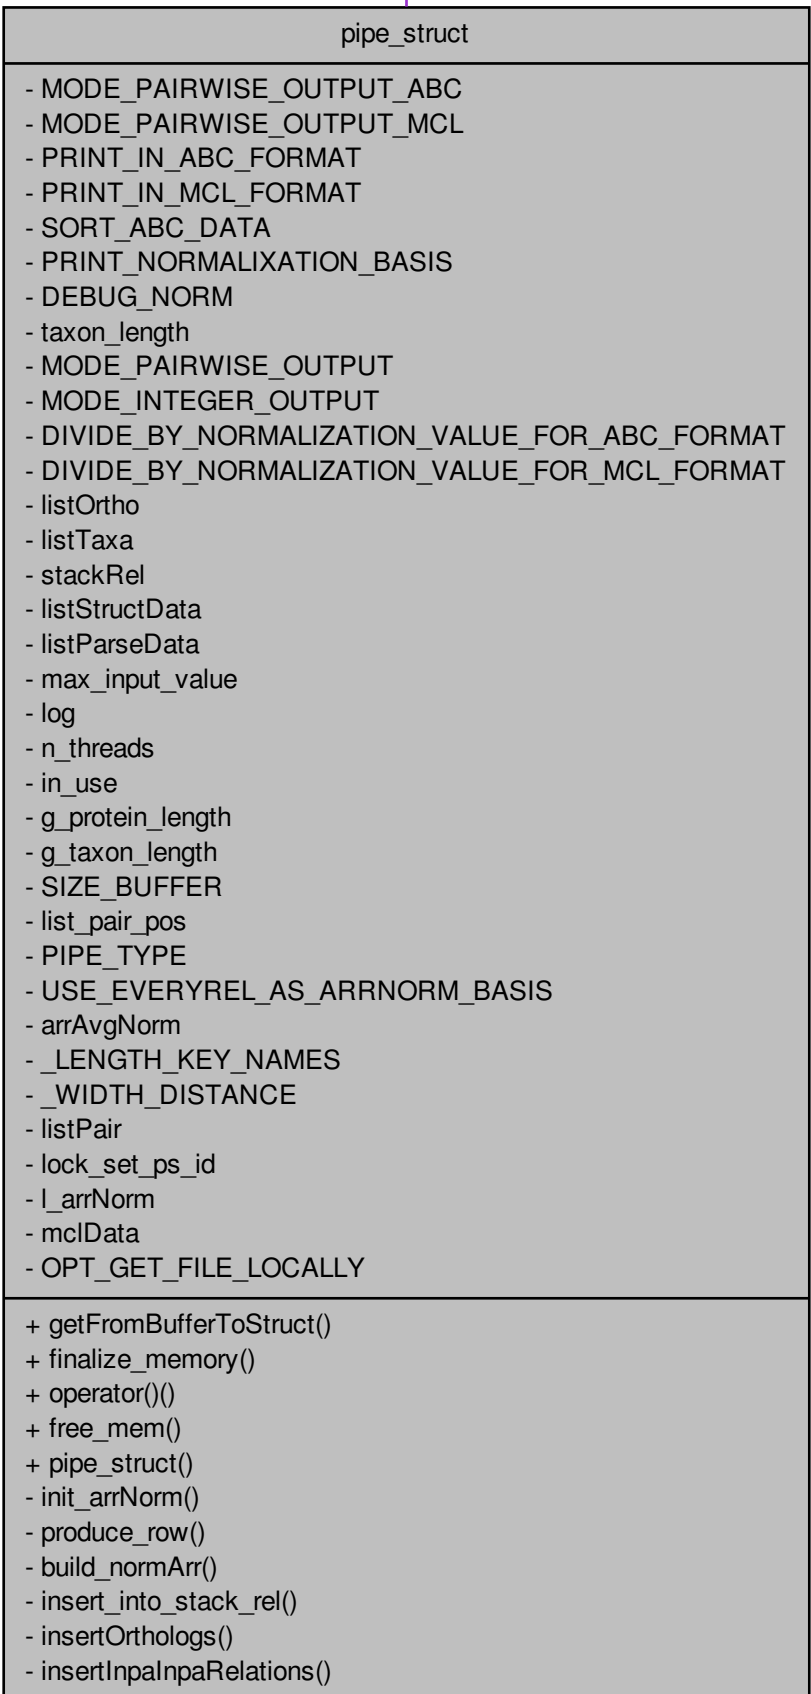 pipe_struct
- MODE_PAIRWISE_OUTPUT_ABC
- MODE_PAIRWISE_OUTPUT_MCL
- PRINT_IN_ABC_FORMAT
- PRINT_IN_MCL_FORMAT
- SORT_ABC_DATA
- PRINT_NORMALIXATION_BASIS
- DEBUG_NORM
- taxon_length
- MODE_PAIRWISE_OUTPUT
- MODE_INTEGER_OUTPUT
- DIVIDE_BY_NORMALIZATION_VALUE_FOR_ABC_FORMAT
- DIVIDE_BY_NORMALIZATION_VALUE_FOR_MCL_FORMAT
- listOrtho
- listTaxa
- stackRel
- listStructData
- listParseData
- max_input_value
- log
- n_threads
- in_use
- g_protein_length
- g_taxon_length
- SIZE_BUFFER
- list_pair_pos
- PIPE_TYPE
- USE_EVERYREL_AS_ARRNORM_BASIS
- arrAvgNorm
- _LENGTH_KEY_NAMES
- _WIDTH_DISTANCE
- listPair
- lock_set_ps_id
- l_arrNorm
- mclData
- OPT_GET_FILE_LOCALLY
+ getFromBufferToStruct()
+ finalize_memory()
+ operator()()
+ free_mem()
+ pipe_struct()
- init_arrNorm()
- produce_row()
- build_normArr()
- insert_into_stack_rel()
- insertOrthologs()
- insertInpaInpaRelations()